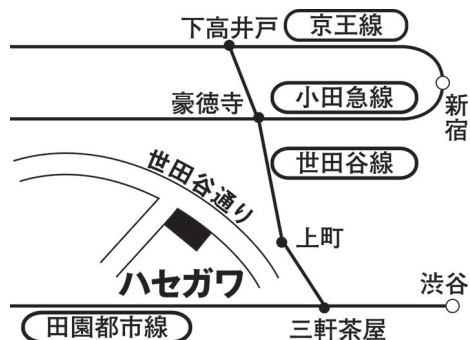 下高井戸
京王線
豪徳寺
小田急線
新宿
世田谷線
世田谷通り
上町
ハセガワ
渋谷
田園都市線
三軒茶屋